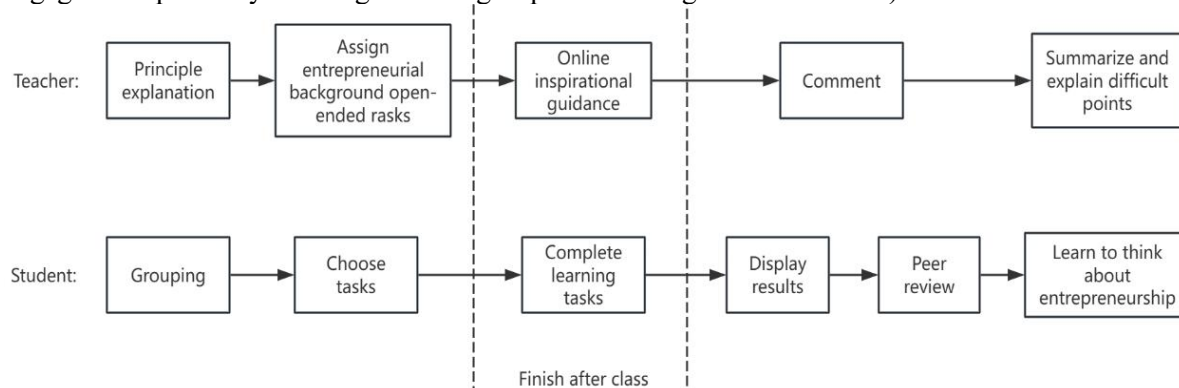 Teacher:
Principle
explanation
Assign
entrepreneurial
background open-
ended rasks
Online
inspirational
guidance
Comment
Summarize and
explain difficult
points
Student:
Grouping
Choose
tasks
Complete
learning
tasks
Display
results
Peer
review
Learn to think
about
entrepreneurship
Finish after class